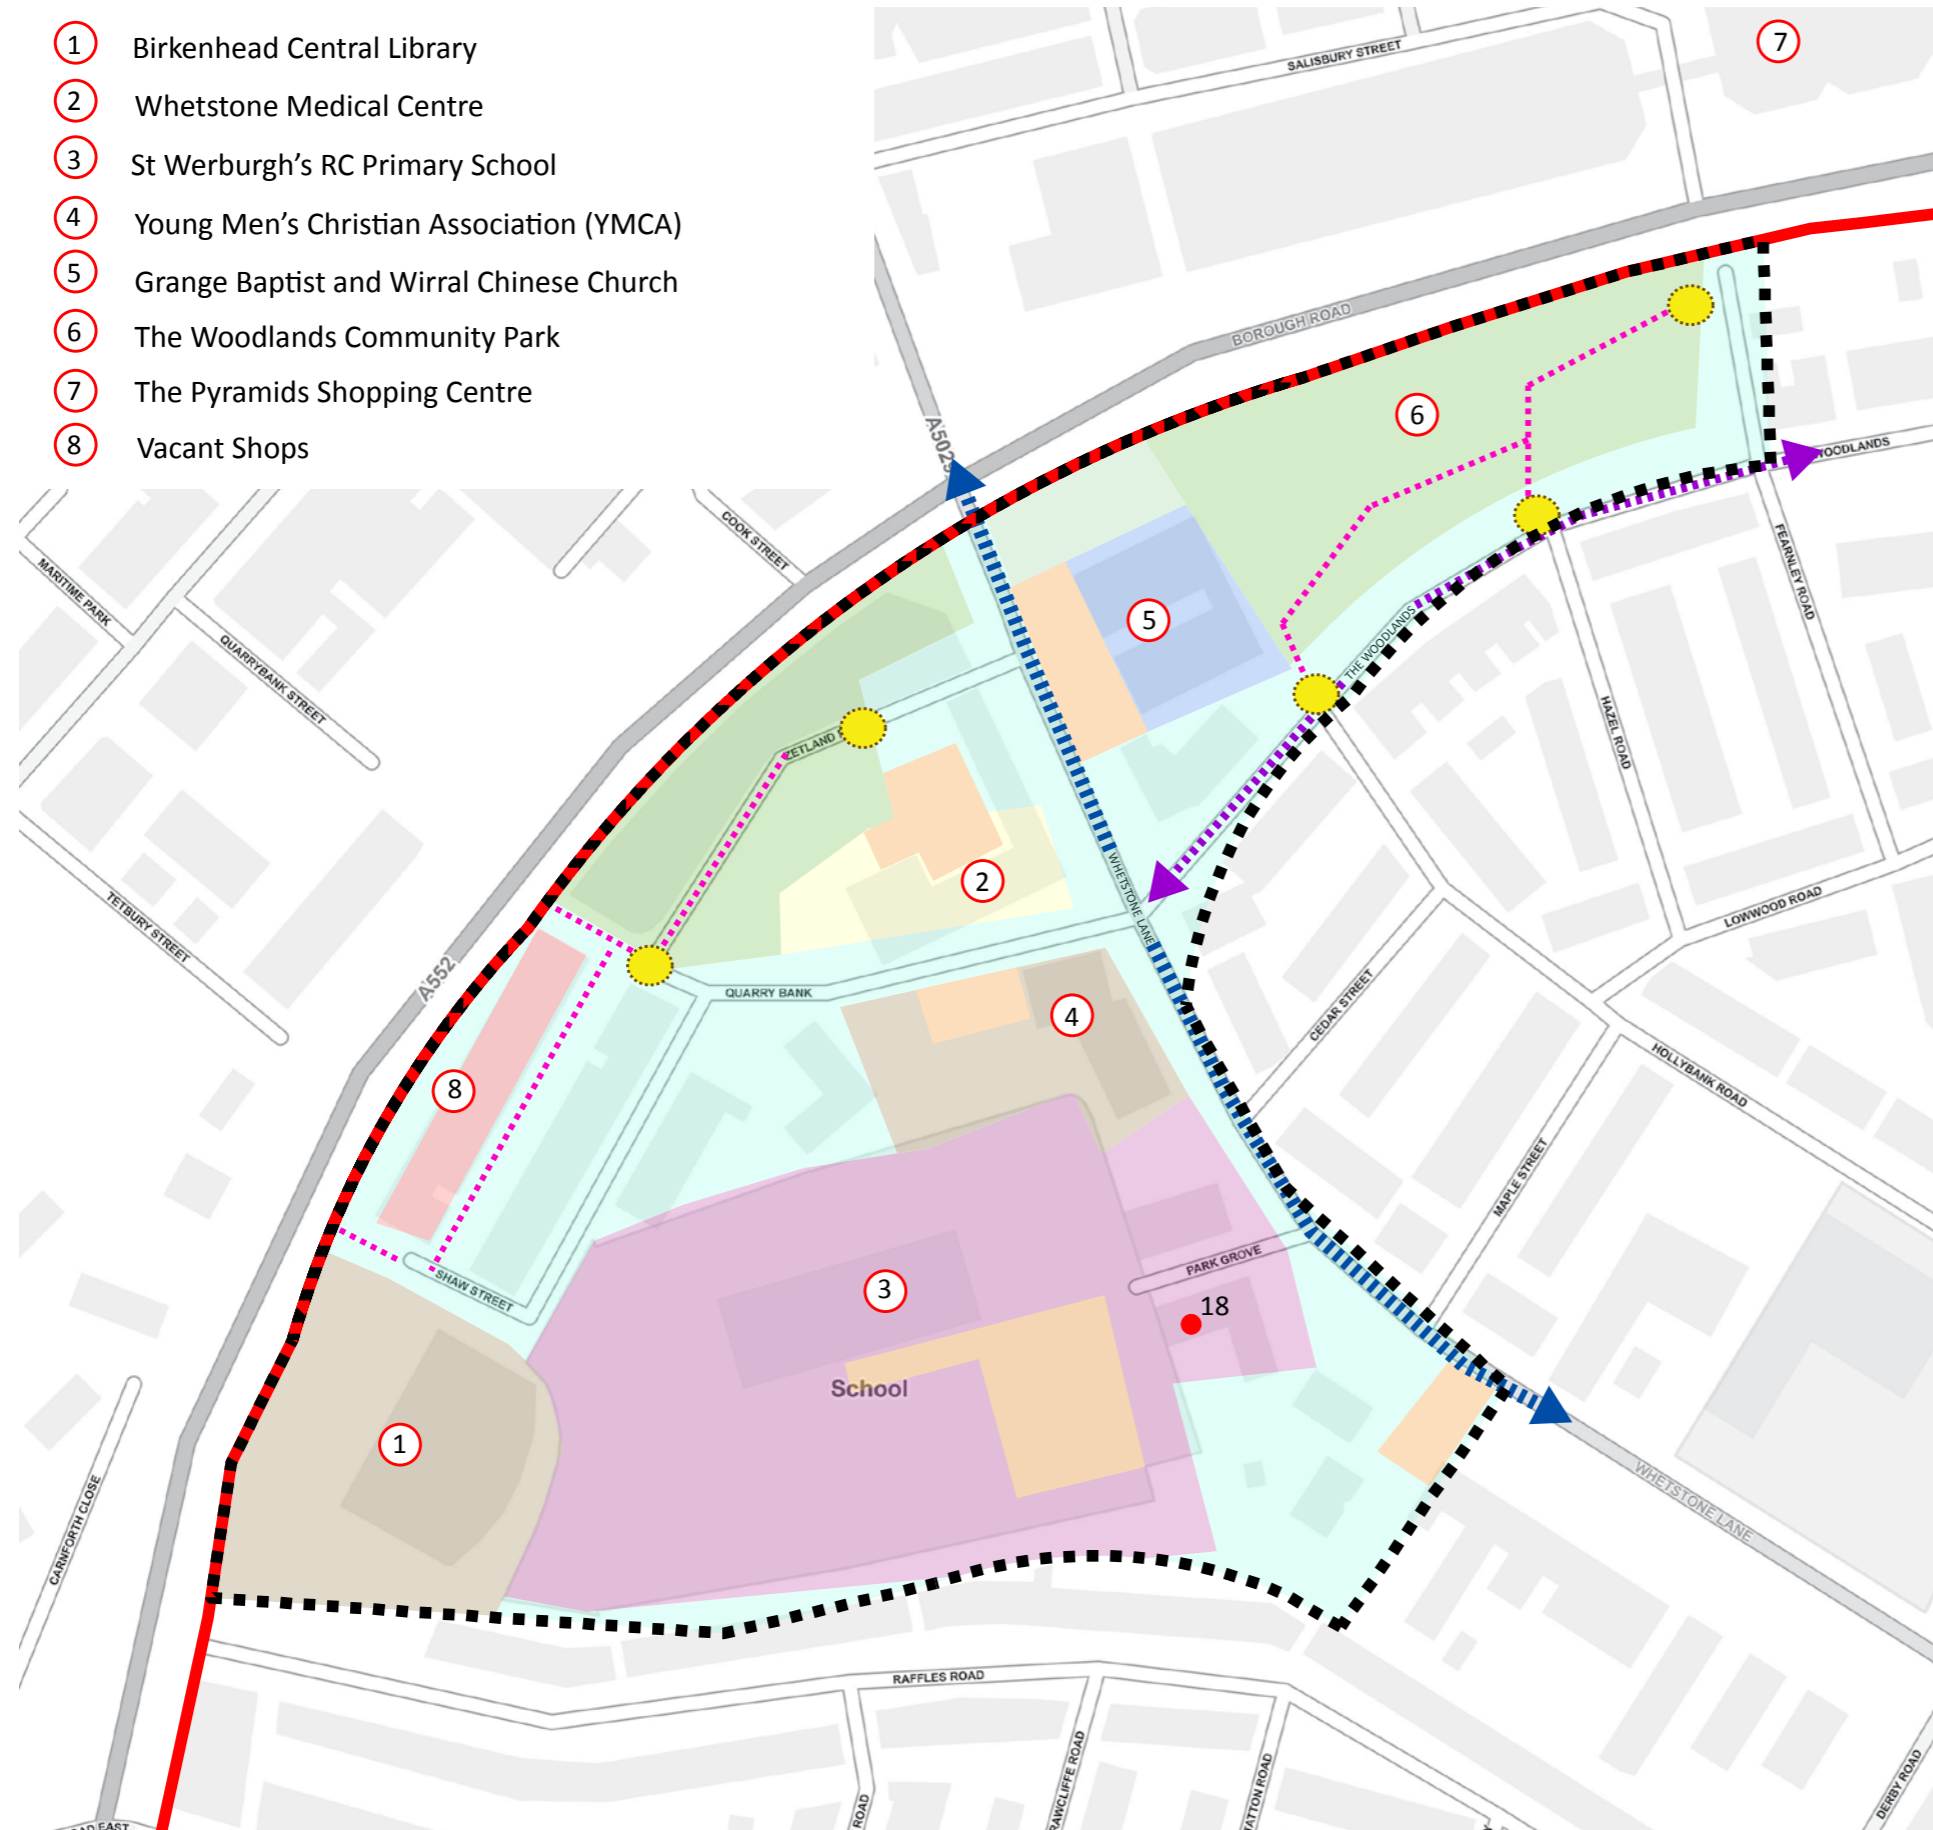 1 Birkenhead Central Library
2 Whetstone Medical Centre
3 St Werburgh's RC Primary School
4 Young Men's Christian Association (YMCA)
5 Grange Baptist and Wirral Chinese Church
6 The Woodlands Community Park
7 The Pyramids Shopping Centre
8 Vacant Shops
7
SALISBURY STREET
BOROUGH ROAD
6
WOODLANDS
COOK STREET
MARITIME PARK
FEARNLEY ROAD
5
THE WOODLANDS
QUARRYBANK STREET
HAZEL ROAD
2
WHETSTONE LANE
LOWWOOD ROAD
TETBURY STREET
A552
QUARRY BANK
4
CEDAR STREET
HOLLYBANK ROAD
8
MAPLE STREET
PARK GROVE
SHAW STREET
3
18
School
1
CARNFORTH CLOSE
WHETSTONE LANE
RAFFLES ROAD
DERBY ROAD
ROAD
EAST